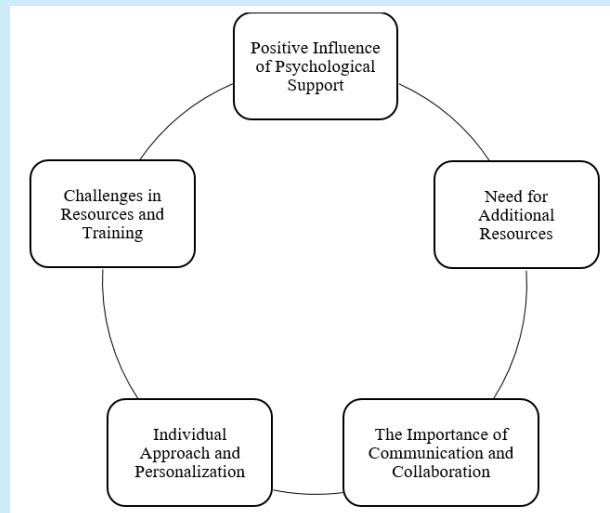 Positive Influence
of Psychological
Support
Need for
Additional
Resources
The Importance of
Communication and
Collaboration
Individual
Approach and
Personalization
Challenges in
Resources and
Training